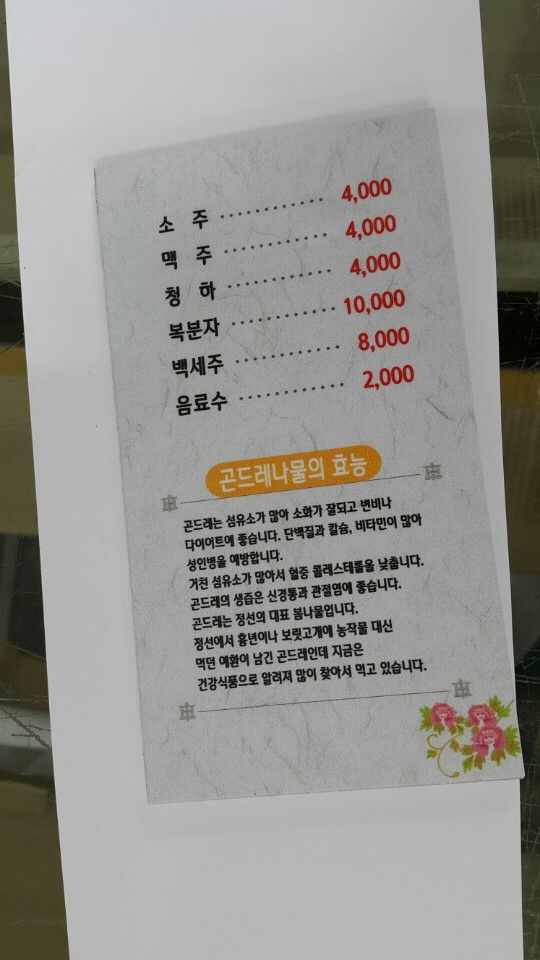 소 주 ············ 4,000
맥 주 ············ 4,000
청 하 ············ 4,000
복분자 ············ 10,000
백세주 ············ 8,000
음료수 ············ 2,000
곤드레나물의 효능
곤드레는 섬유소가 많아 소화가 잘되고 변비나
다이어트에 좋습니다. 단백질과 칼슘, 비타민이 많아
성인병을 예방합니다.
거친 섬유소가 많아서 혈중 콜레스테롤을 낮춥니다.
곤드레의 생즙은 신경통과 관절염에 좋습니다.
곤드레는 정선의 대표 봄나물입니다.
정선에서 흉년이나 보릿고개에 농작물 대신
먹던 애환이 남긴 곤드레인데 지금은
건강식품으로 알려져 많이 찾아서 먹고 있습니다.